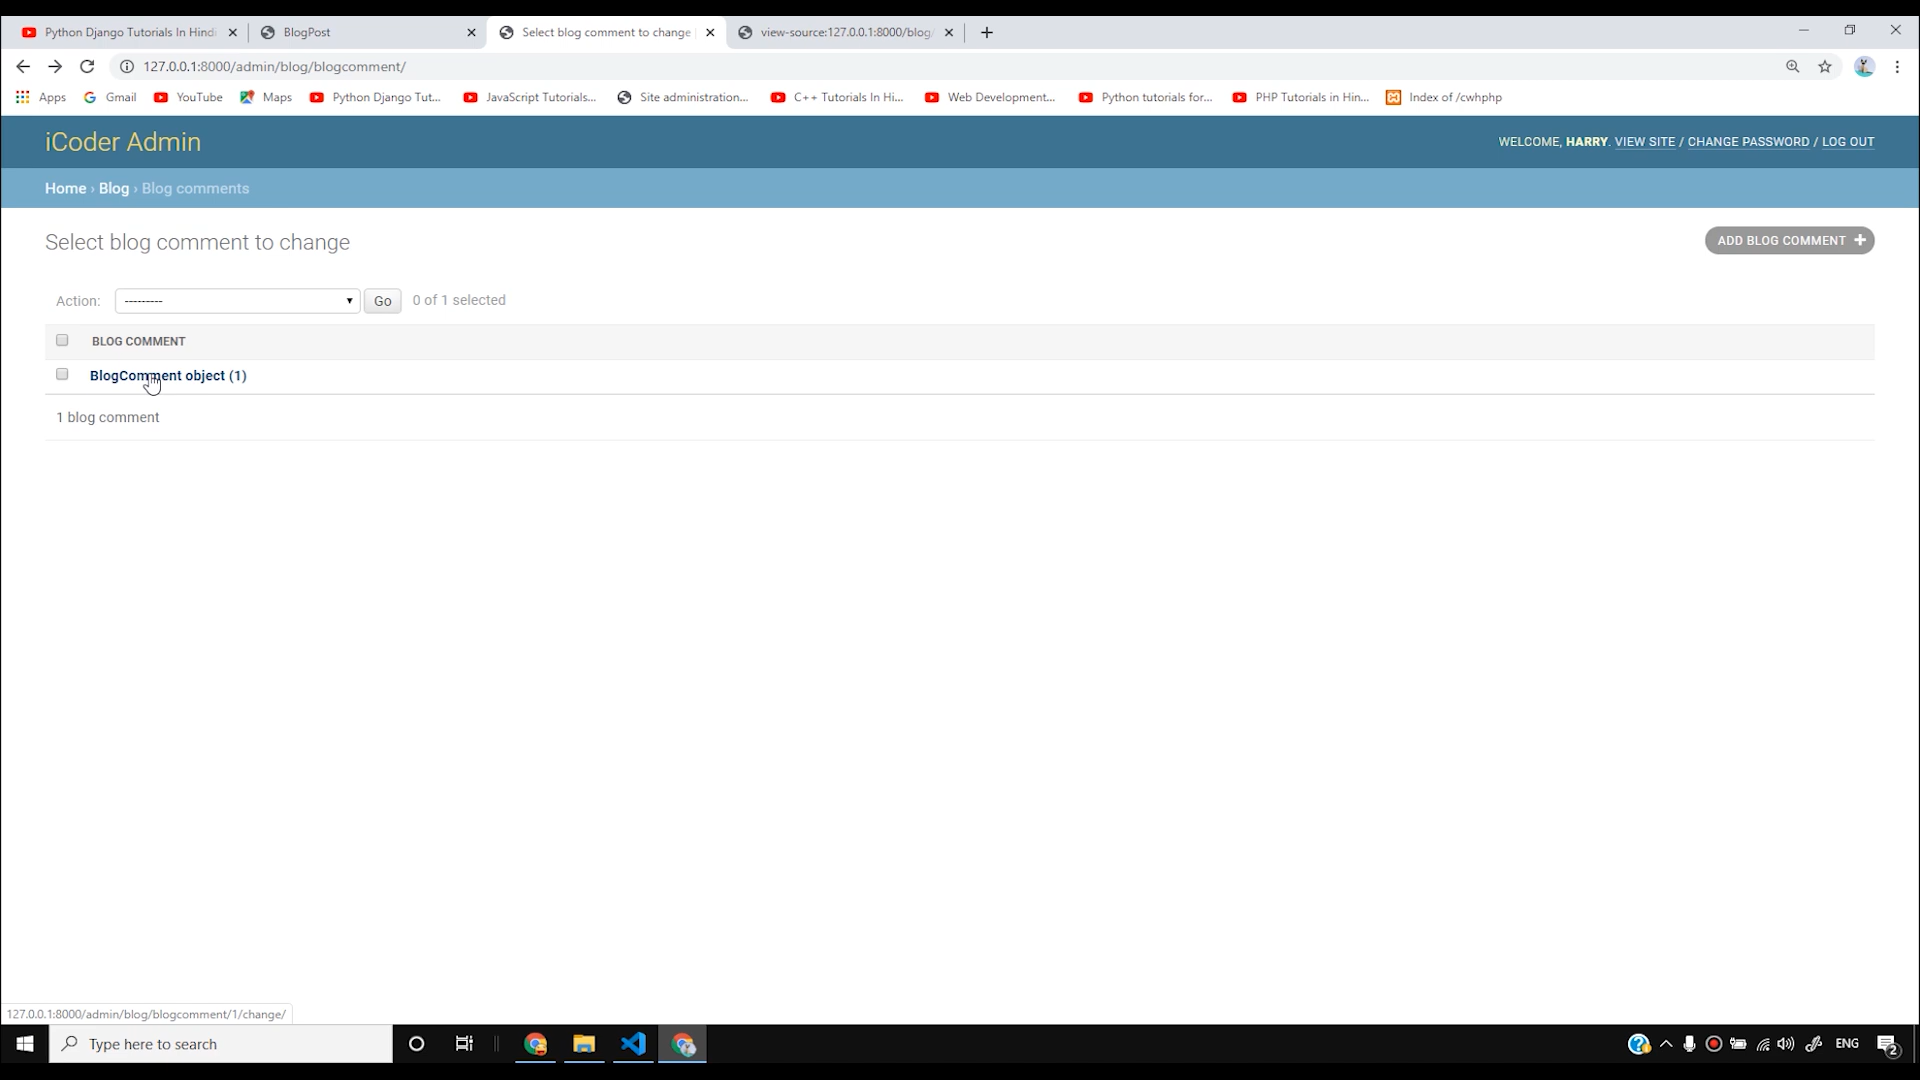 Python Django Tutorials In Hindi
BlogPost
Select blog comment to change
view-source:127.0.0.1:8000/blog/
127.0.0.1:8000/admin/blog/blogcomment/
Apps
Gmail
YouTube
Maps
Python Django Tut...
JavaScript Tutorials...
Site administration...
C++ Tutorials In Hi...
Web Development...
Python tutorials for...
PHP Tutorials in Hin...
Index of /cwhphp
iCoder Admin
WELCOME, HARRY. VIEW SITE / CHANGE PASSWORD / LOG OUT
Home › Blog › Blog comments
Select blog comment to change
ADD BLOG COMMENT +
Action: --------- Go 0 of 1 selected
BLOG COMMENT
BlogComment object (1)
1 blog comment
127.0.0.1:8000/admin/blog/blogcomment/1/change/
Type here to search
ENG
2